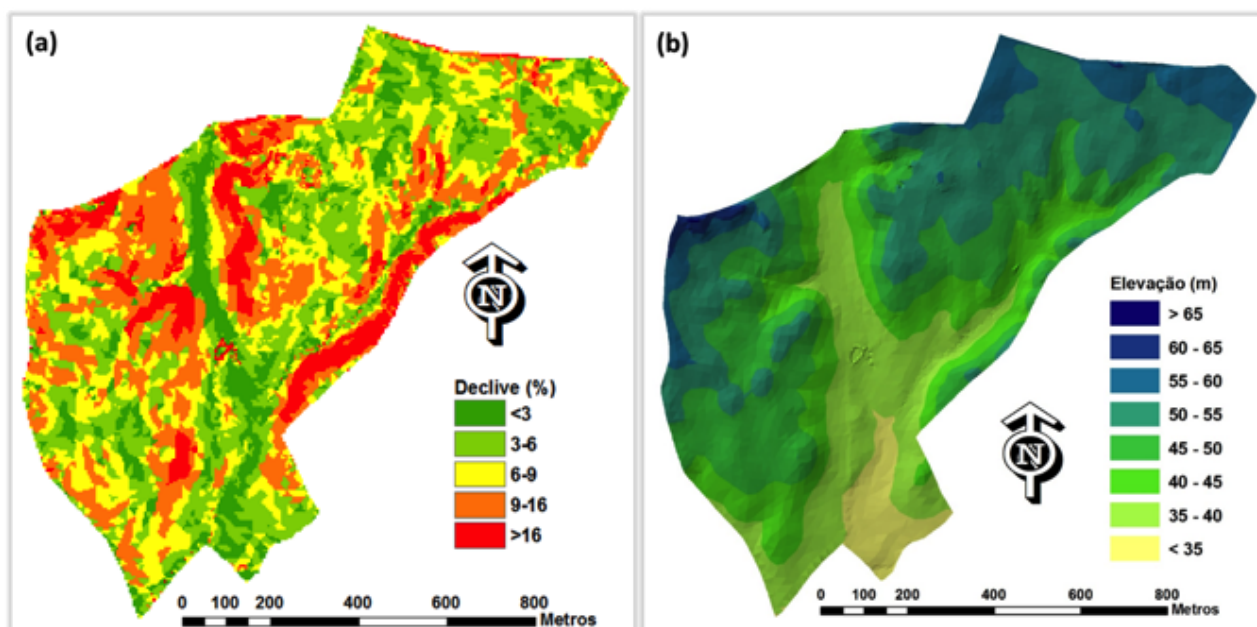 (a)
N
Declive (%)
<3
3-6
6-9
9-16
>16
0 100 200 400 600 800
Metros
(b)
N
Elevação (m)
> 65
60 - 65
55 - 60
50 - 55
45 - 50
40 - 45
35 - 40
< 35
0 100 200 400 600 800
Metros